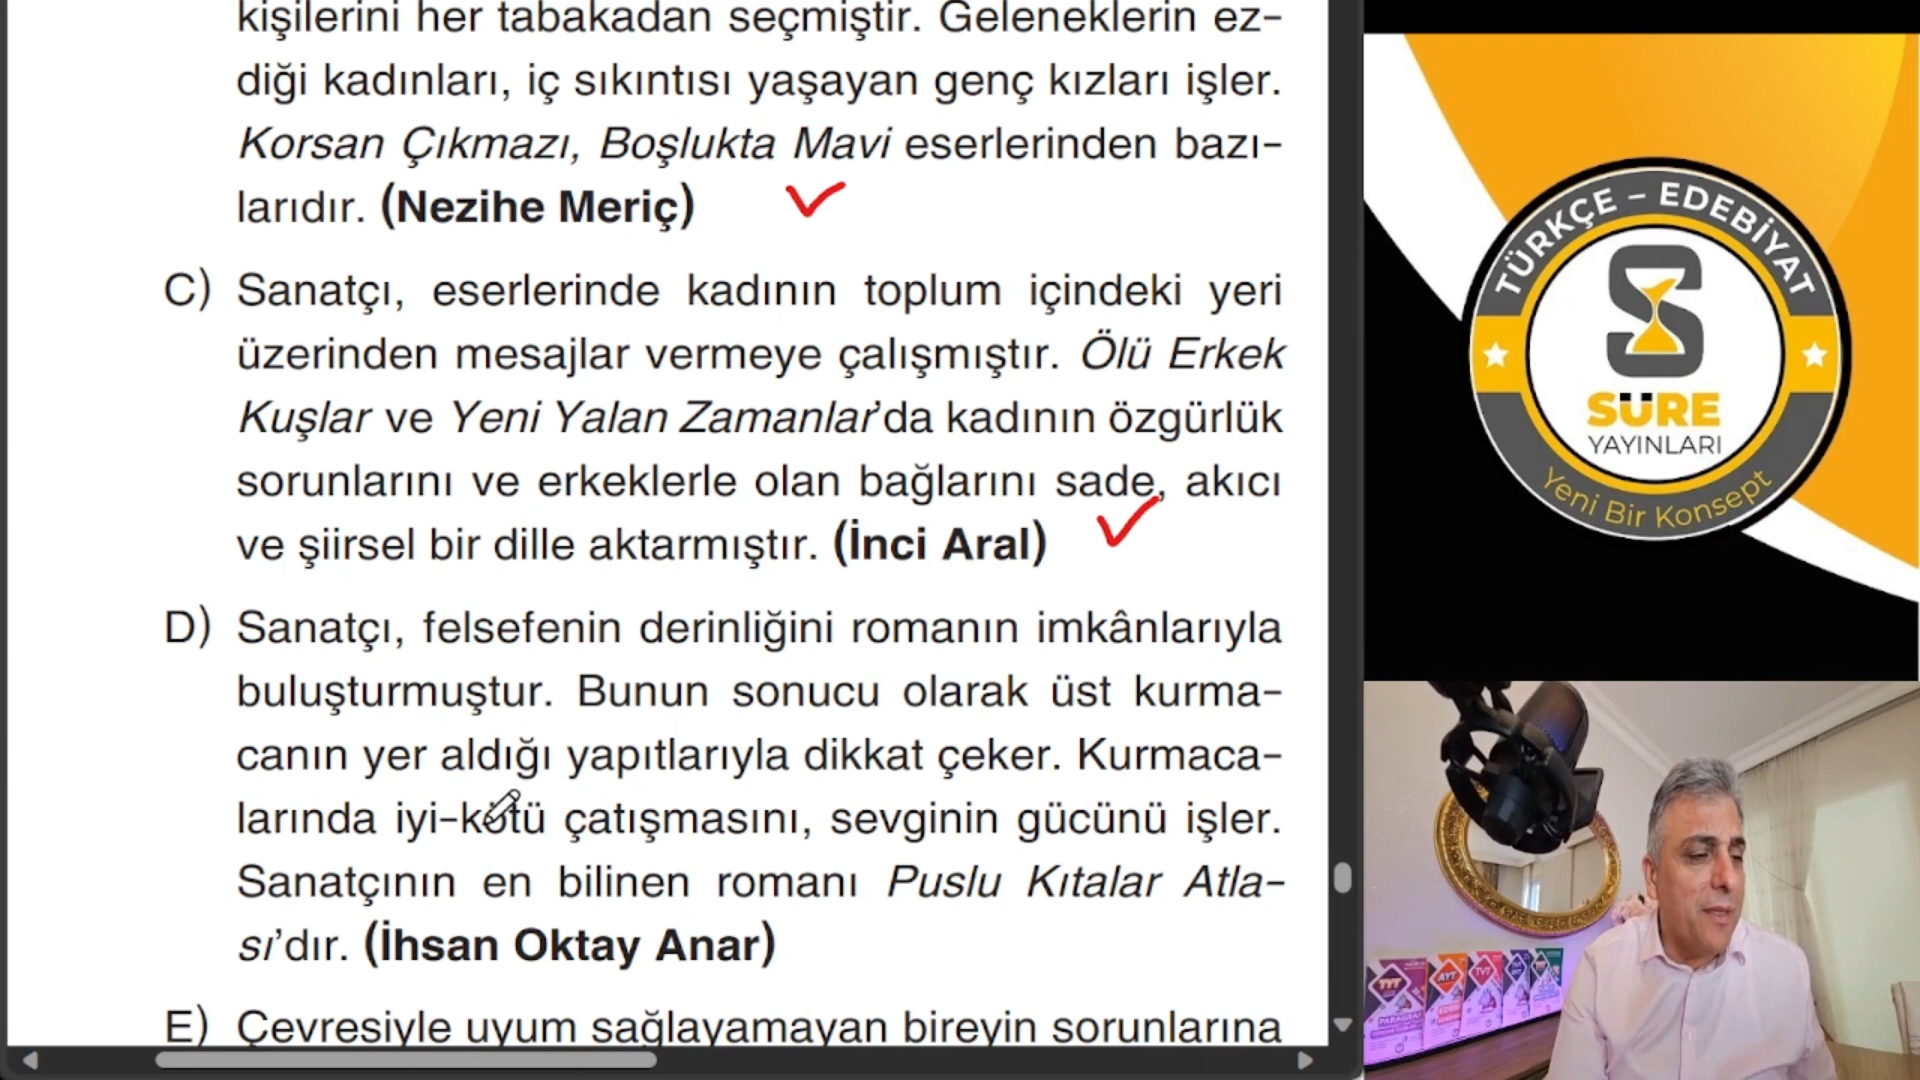 kişilerini her tabakadan seçmiştir. Geleneklerin ez-
diği kadınları, iç sıkıntısı yaşayan genç kızları işler.
Korsan Çıkmazı, Boşlukta Mavi eserlerinden bazı-
larıdır. (Nezihe Meriç)
C) Sanatçı, eserlerinde kadının toplum içindeki yeri
üzerinden mesajlar vermeye çalışmıştır. Ölü Erkek
Kuşlar ve Yeni Yalan Zamanlar'da kadının özgürlük
sorunlarını ve erkeklerle olan bağlarını sade, akıcı
ve şiirsel bir dille aktarmıştır. (İnci Aral)
D) Sanatçı, felsefenin derinliğini romanın imkânlarıyla
buluşturmuştur. Bunun sonucu olarak üst kurma-
canın yer aldığı yapıtlarıyla dikkat çeker. Kurmaca-
larında iyi-kötü çatışmasını, sevginin gücünü işler.
Sanatçının en bilinen romanı Puslu Kıtalar Atla-
sı'dır. (İhsan Oktay Anar)
E) Çevresiyle uyum sağlayamayan bireyin sorunlarına
TÜRKÇE – EDEBİYAT
SÜRE
YAYINLARI
Yeni Bir Konsept
TYT
PARAGRAF
AYT
TYT